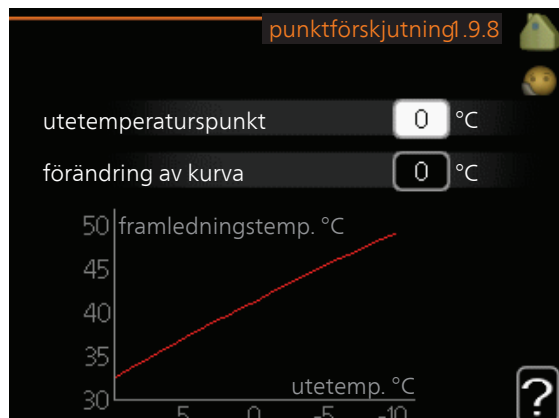 punktförskjutning1.9.8
utetemperaturspunkt 0 °C
förändring av kurva 0 °C
50 framledningstemp. °C
45
40
35
utetemp. °C
30
5 0 -5 -10
?